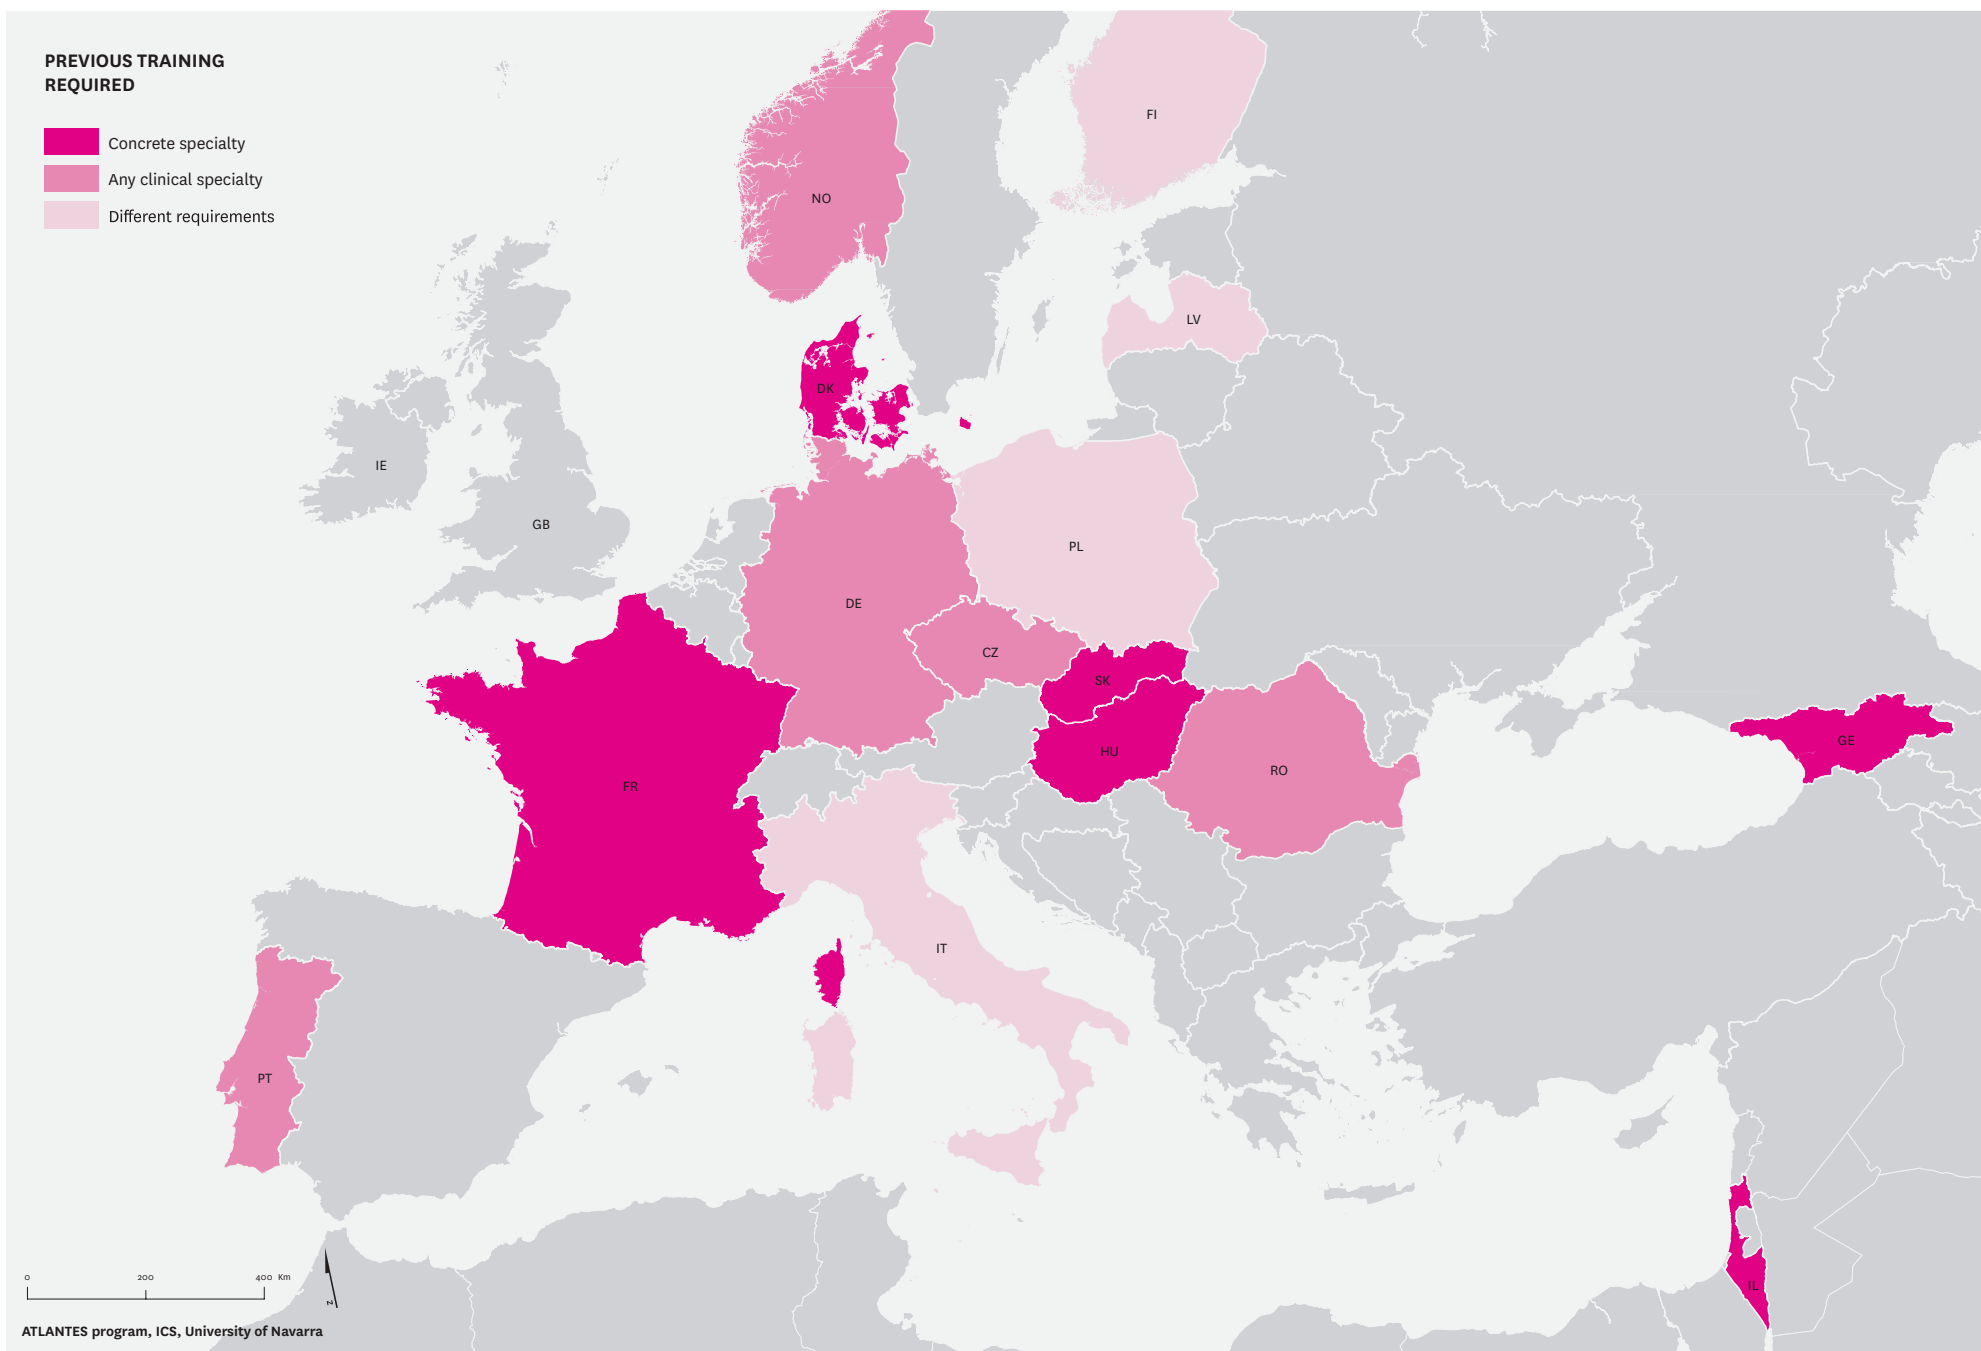 PREVIOUS TRAINING
REQUIRED
Concrete specialty
Any clinical specialty
Different requirements
FI
NO
LV
DK
IE
GB
PL
DE
CZ
SK
HU
GE
RO
FR
IT
PT
IL
0 200 400 Km
N
ATLANTES program, ICS, University of Navarra